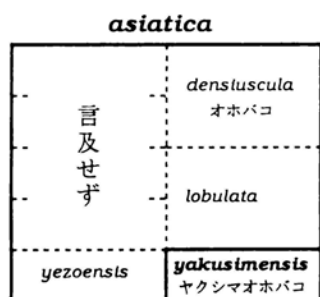 asiatica
言及せず
densiuscula
オホバコ
lobulata
yezoensis
yakusimensis
ヤクシマオホバコ